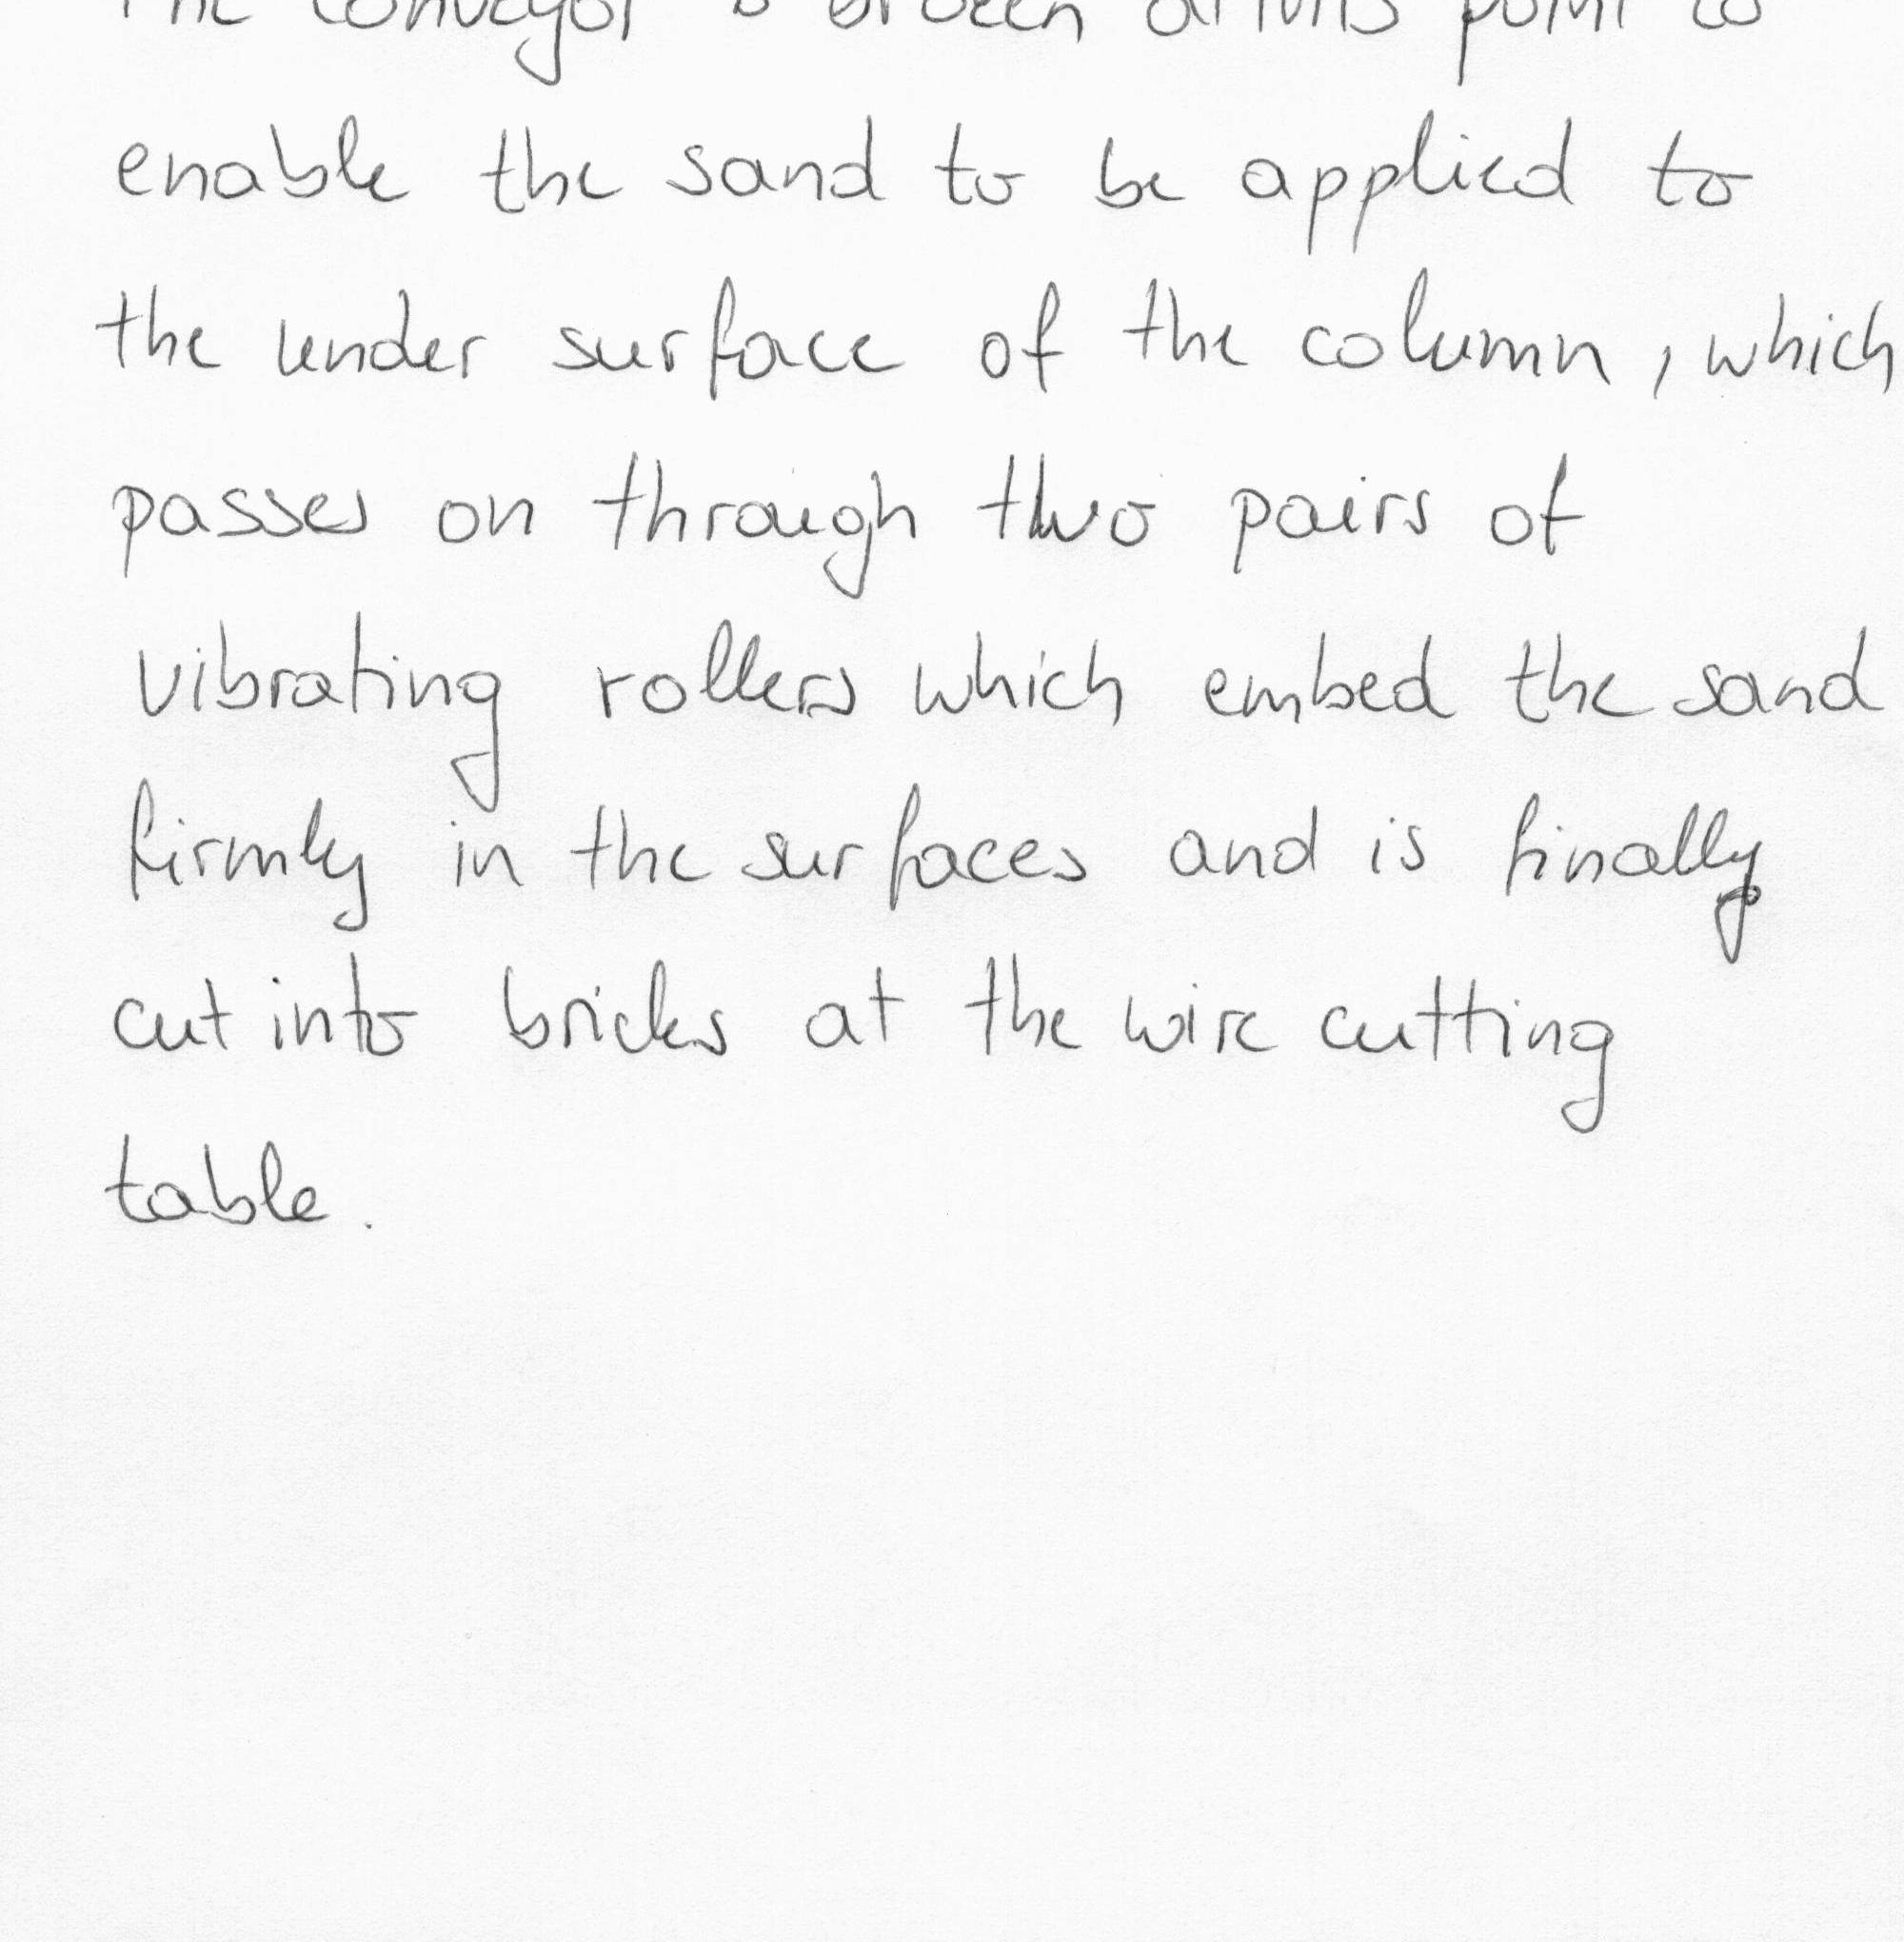 The conveyor is broken at this point to
enable the sand to be applied to
the under surface of the column, which
passes on through two pairs of
vibrating rollers which embed the sand
firmly in the surfaces and is finally
cut into bricks at the wire cutting
table.